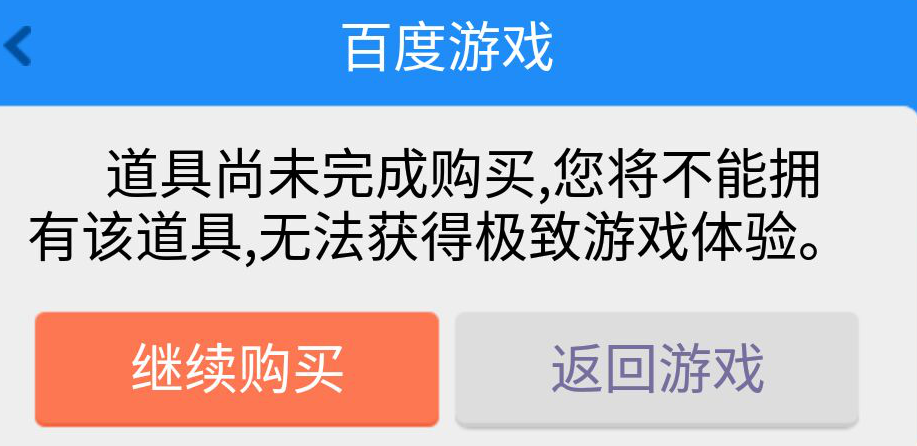 百度游戏
道具尚未完成购买,您将不能拥
有该道具,无法获得极致游戏体验。
继续购买
返回游戏